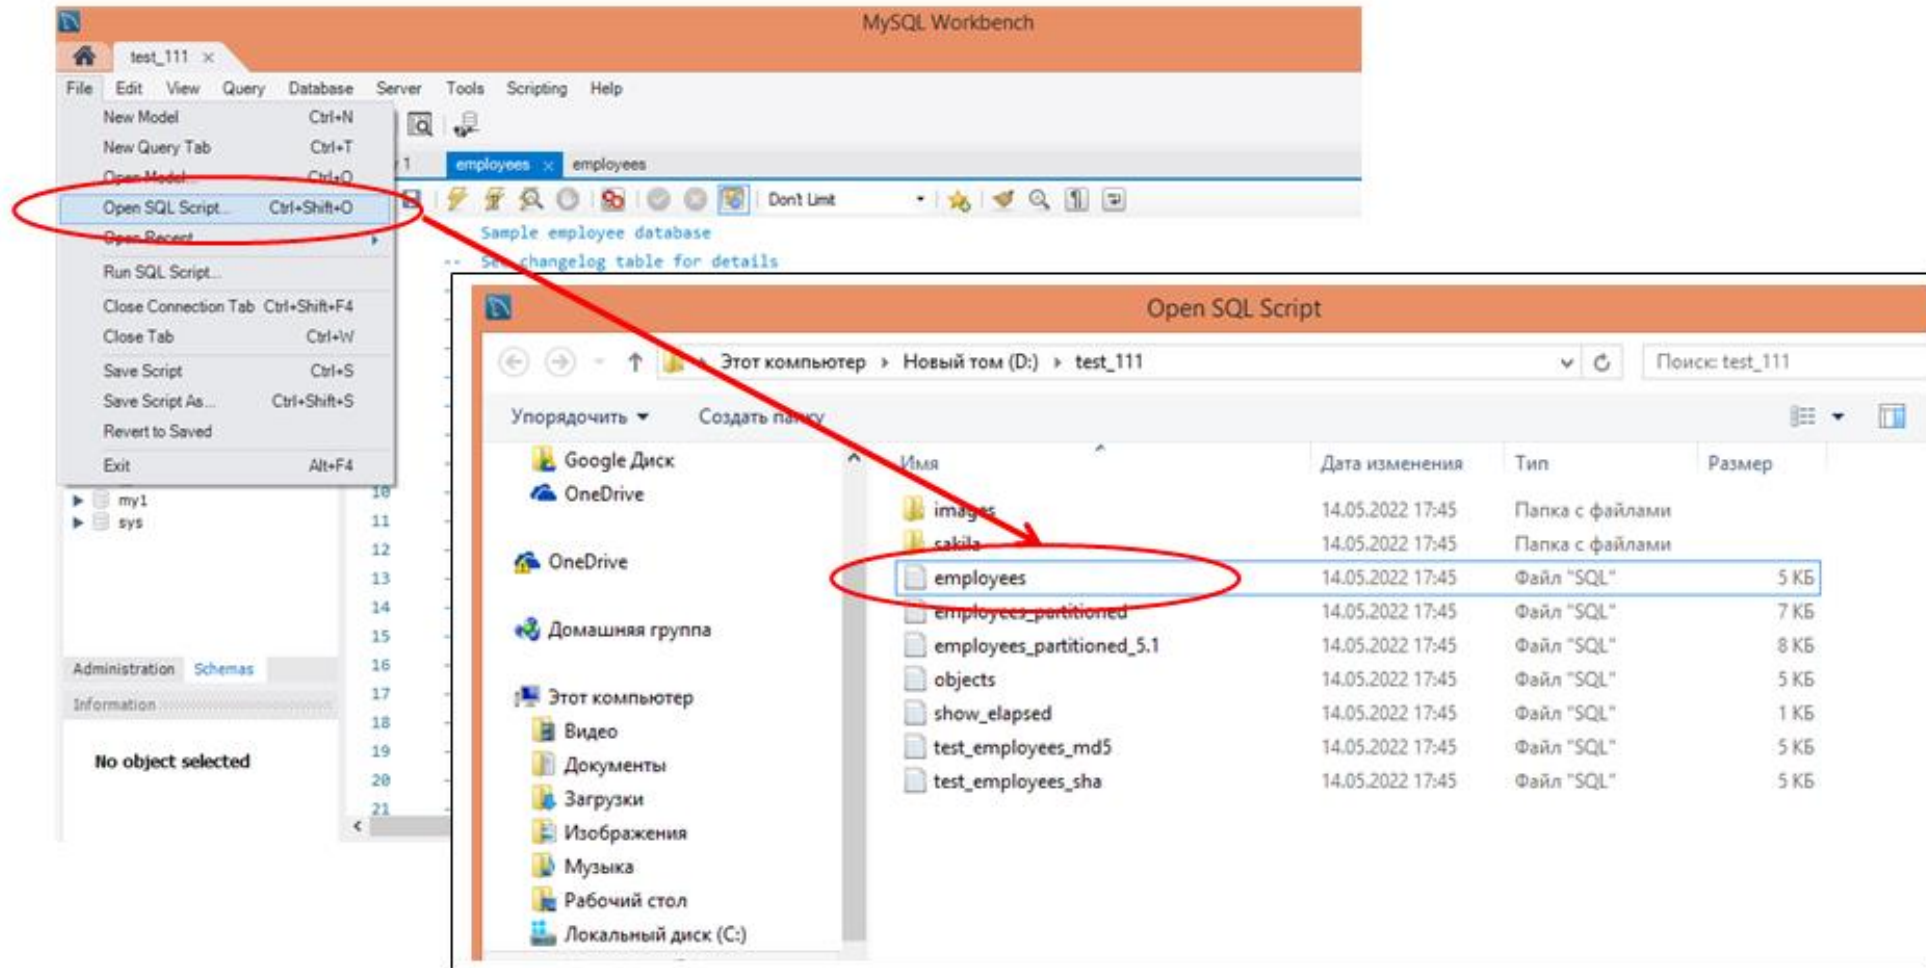 MySQL Workbench
test_111 ×
File Edit View Query Database Server Tools Scripting Help
New Model Ctrl+N
New Query Tab Ctrl+T
Open Model... Ctrl+O
Open SQL Script... Ctrl+Shift+O
Open Recent
Run SQL Script...
Close Connection Tab Ctrl+Shift+F4
Close Tab Ctrl+W
Save Script Ctrl+S
Save Script As... Ctrl+Shift+S
Revert to Saved
Exit Alt+F4
1 employees × employees
Don't Limit
Sample employee database
-- See changelog table for details
my1
sys
Administration Schemas
Information
No object selected
10
11
12
13
14
15
16
17
18
19
20
21
Open SQL Script
Этот компьютер Новый том (D:) test_111
Поиск: test_111
Упорядочить Создать папку
Google Диск
OneDrive
OneDrive
Домашняя группа
Этот компьютер
Видео
Документы
Загрузки
Изображения
Музыка
Рабочий стол
Локальный диск (C:)
Имя Дата изменения Тип Размер
images 14.05.2022 17:45 Папка с файлами
sakila 14.05.2022 17:45 Папка с файлами
employees 14.05.2022 17:45 Файл "SQL" 5 КБ
employees_partitioned 14.05.2022 17:45 Файл "SQL" 7 КБ
employees_partitioned_5.1 14.05.2022 17:45 Файл "SQL" 8 КБ
objects 14.05.2022 17:45 Файл "SQL" 5 КБ
show_elapsed 14.05.2022 17:45 Файл "SQL" 1 КБ
test_employees_md5 14.05.2022 17:45 Файл "SQL" 5 КБ
test_employees_sha 14.05.2022 17:45 Файл "SQL" 5 КБ